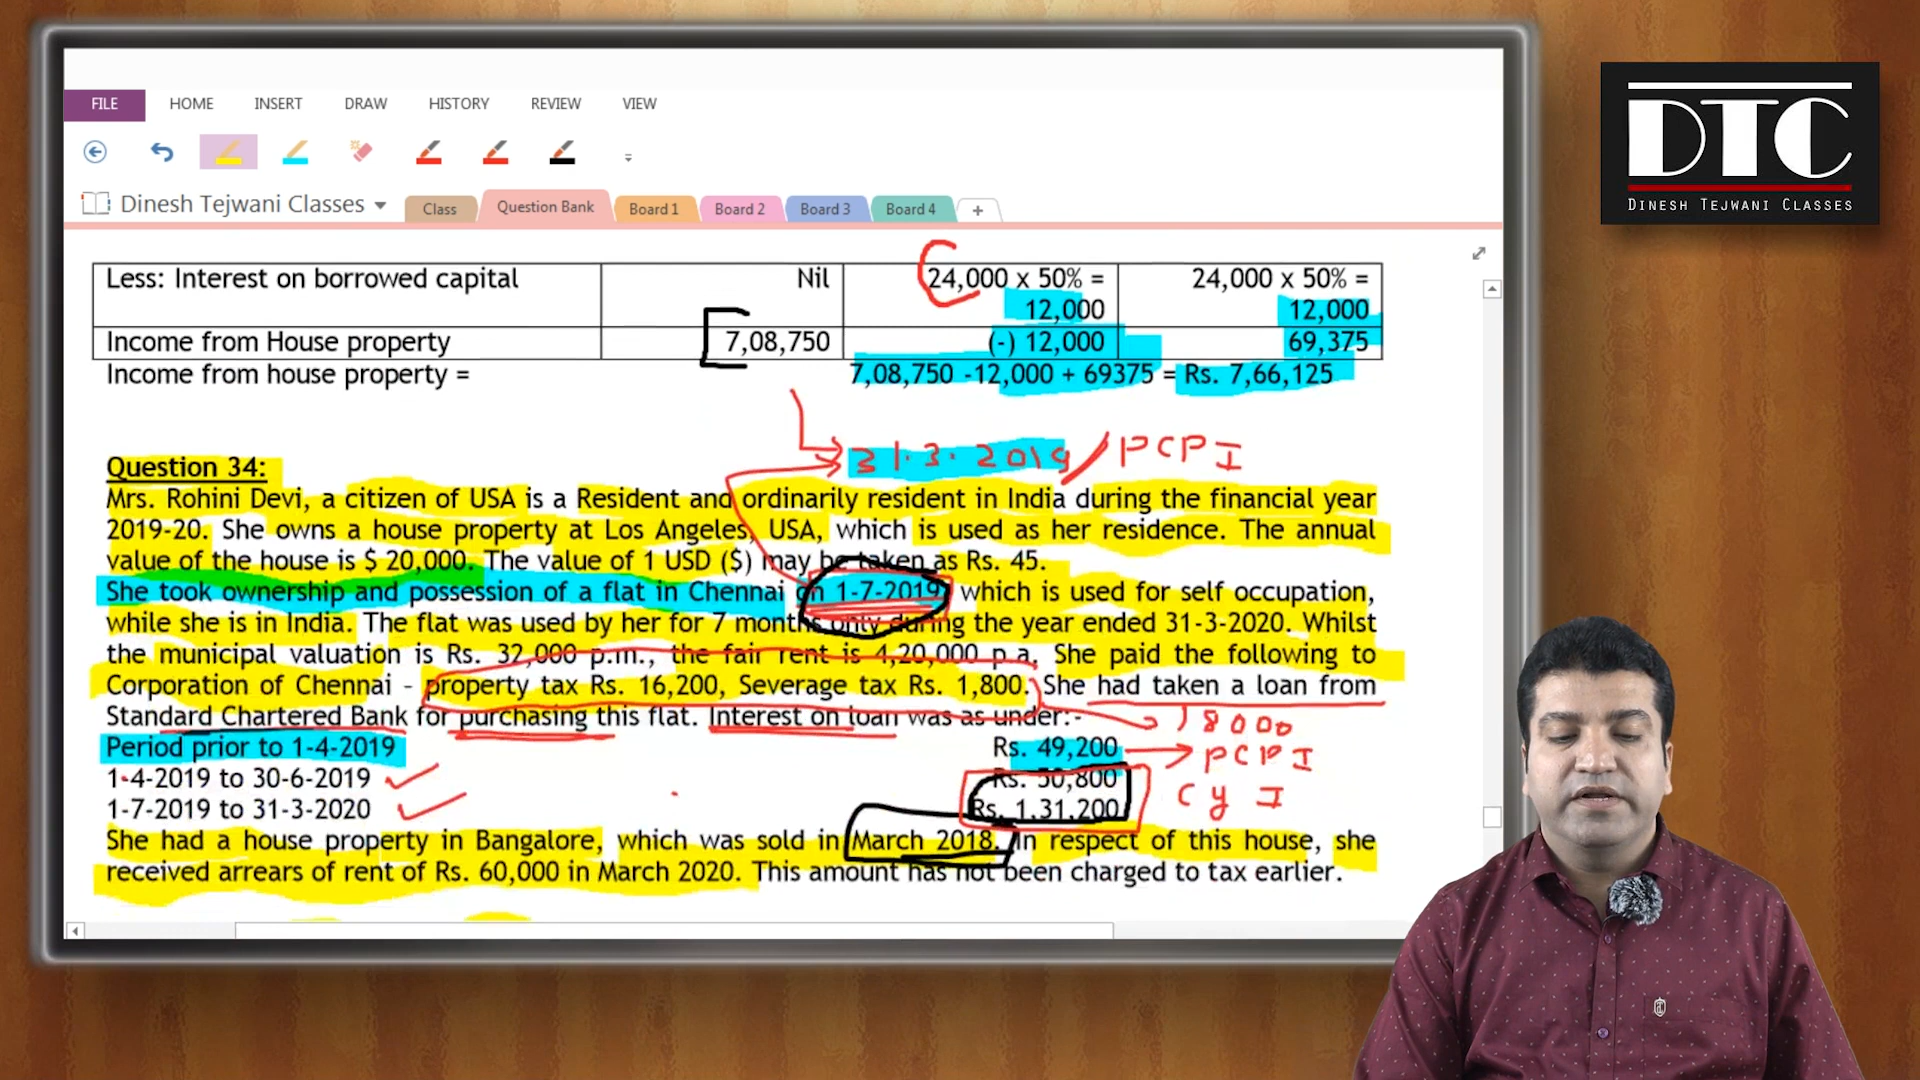 DTC
DINESH TEJWANI CLASSES
FILE HOME INSERT DRAW HISTORY REVIEW VIEW
Dinesh Tejwani Classes Class Question Bank Board 1 Board 2 Board 3 Board 4 +
Less: Interest on borrowed capital Nil 24,000 x 50% = 24,000 x 50% =
12,000 12,000
Income from House property 7,08,750 (-) 12,000 69,375
Income from house property = 7,08,750 -12,000 + 69375 = Rs. 7,66,125
31.3.2019 / PCPI
Question 34:
Mrs. Rohini Devi, a citizen of USA is a Resident and ordinarily resident in India during the financial year
2019-20. She owns a house property at Los Angeles, USA, which is used as her residence. The annual
value of the house is $ 20,000. The value of 1 USD ($) may be taken as Rs. 45.
She took ownership and possession of a flat in Chennai on 1-7-2019, which is used for self occupation,
while she is in India. The flat was used by her for 7 months only during the year ended 31-3-2020. Whilst
the municipal valuation is Rs. 32,000 p.m., the fair rent is 4,20,000 p.a. She paid the following to
Corporation of Chennai – property tax Rs. 16,200, Severage tax Rs. 1,800. She had taken a loan from
Standard Chartered Bank for purchasing this flat. Interest on loan was as under:-
18000
Period prior to 1-4-2019 Rs. 49,200 PCPI
1-4-2019 to 30-6-2019 Rs. 50,800
1-7-2019 to 31-3-2020 Rs. 1,31,200 Cy I
She had a house property in Bangalore, which was sold in March 2018. In respect of this house, she
received arrears of rent of Rs. 60,000 in March 2020. This amount has not been charged to tax earlier.